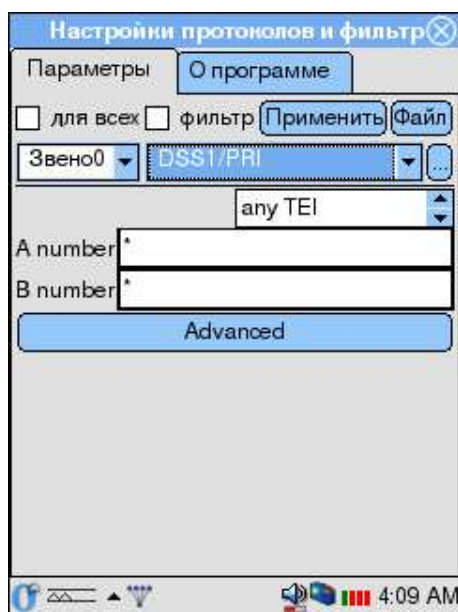 Настройки протоколов и фильтр
Параметры О программе
для всех фильтр Применить Файл
Звено0 DSS1/PRI ...
any TEI
A number *
B number *
Advanced
4:09 AM